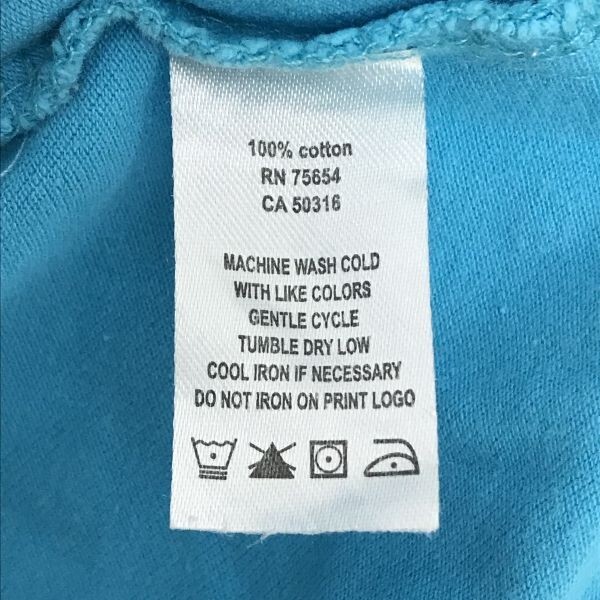 100% cotton
RN 75654
CA 50316
MACHINE WASH COLD
WITH LIKE COLORS
GENTLE CYCLE
TUMBLE DRY LOW
COOL IRON IF NECESSARY
DO NOT IRON ON PRINT LOGO